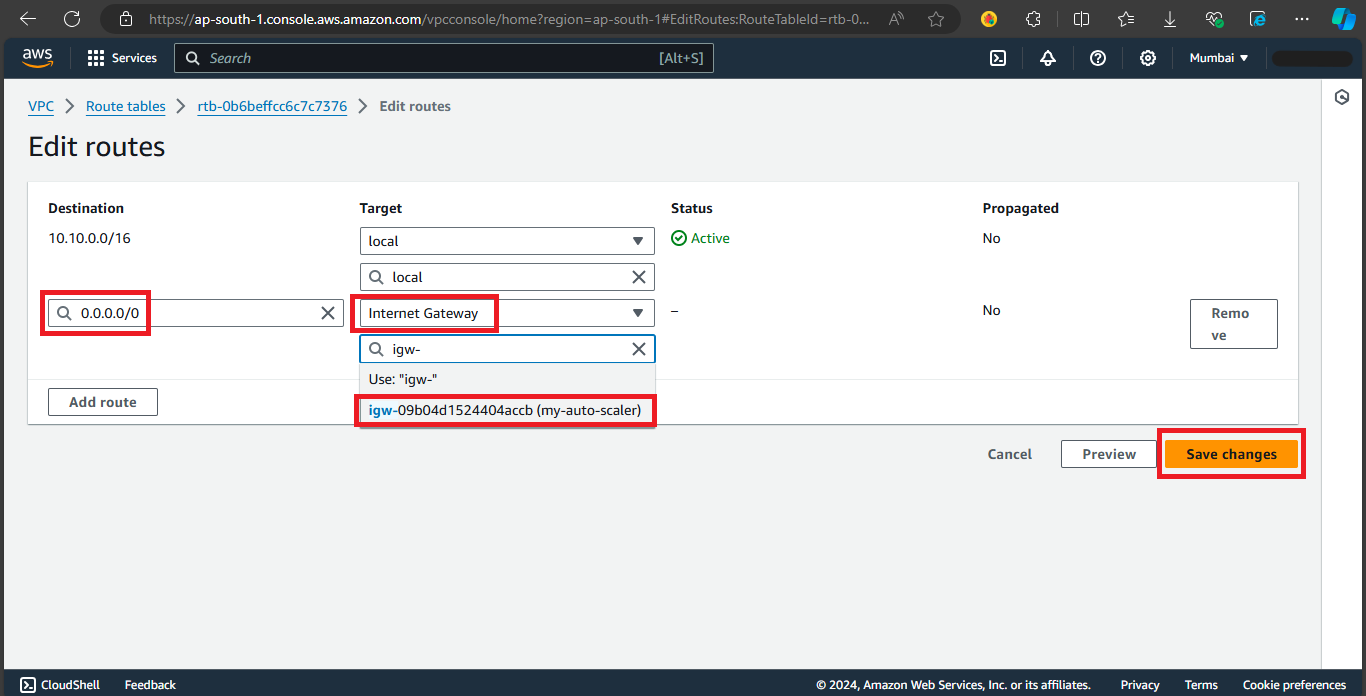 https://ap-south-1.console.aws.amazon.com/vpcconsole/home?region=ap-south-1#EditRoutes:RouteTableId=rtb-0...
aws
Services
Search
[Alt+S]
Mumbai
VPC > Route tables > rtb-0b6beffcc6c7c7376 > Edit routes
Edit routes
Destination Target Status Propagated
10.10.0.0/16 local Active No
local
0.0.0.0/0 Internet Gateway – No Remo
ve
igw-
Use: "igw-"
Add route
igw-09b04d1524404accb (my-auto-scaler)
Cancel Preview Save changes
CloudShell Feedback © 2024, Amazon Web Services, Inc. or its affiliates. Privacy Terms Cookie preferences